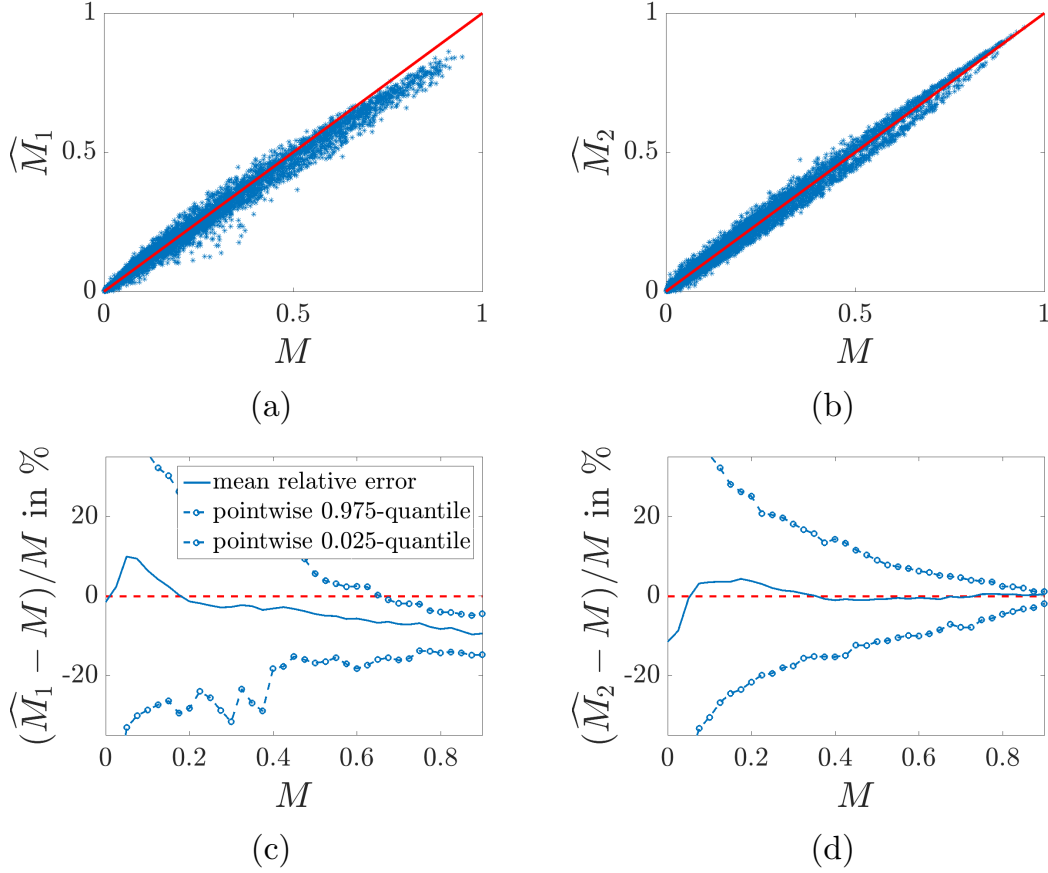 1
0.5
0
0
0.5
1
M̂₁
M
(a)
1
0.5
0
0
0.5
1
M̂₂
M
(b)
20
0
-20
0
0.2
0.4
0.6
0.8
(M̂₁ − M)/M in %
mean relative error
pointwise 0.975-quantile
pointwise 0.025-quantile
M
(c)
20
0
-20
0
0.2
0.4
0.6
0.8
(M̂₂ − M)/M in %
M
(d)